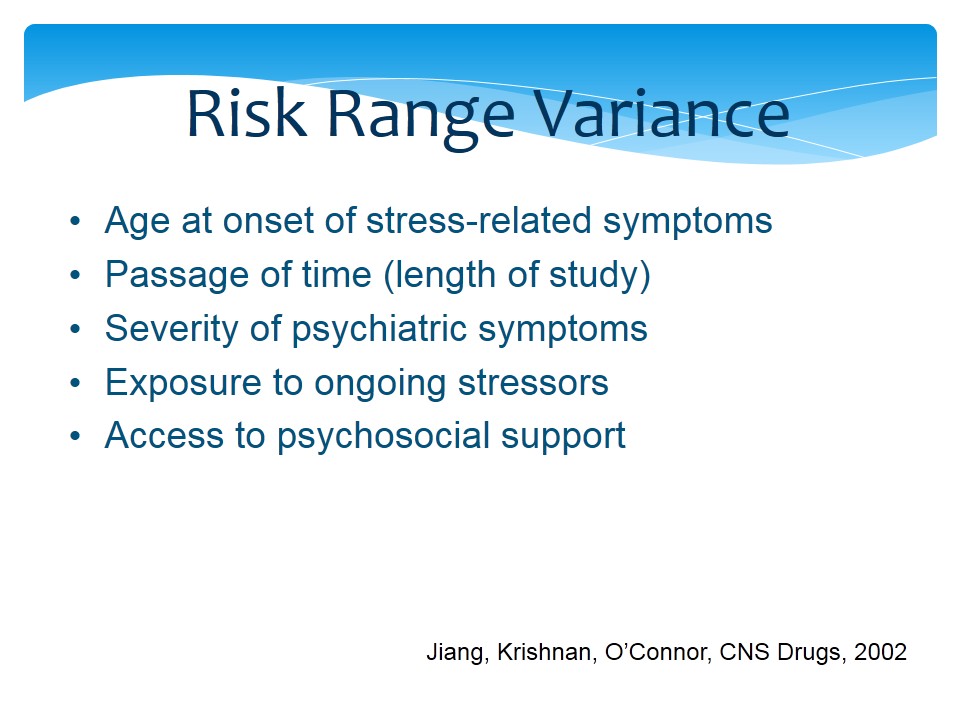 Risk Range Variance
• Age at onset of stress-related symptoms
• Passage of time (length of study)
• Severity of psychiatric symptoms
• Exposure to ongoing stressors
• Access to psychosocial support
Jiang, Krishnan, O’Connor, CNS Drugs, 2002